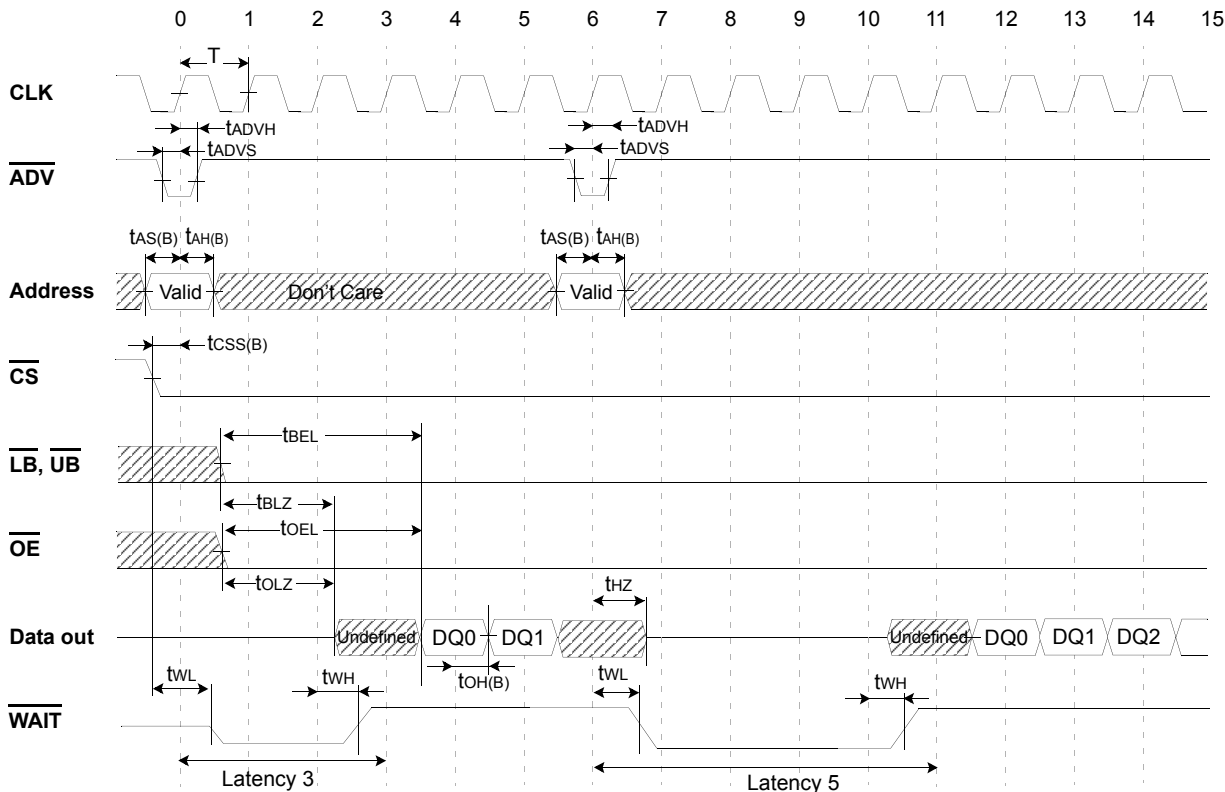 0 1 2 3 4 5 6 7 8 9 10 11 12 13 14 15
T
CLK
tADVH tADVH
tADVS tADVS
ADV
tAS(B) tAH(B) tAS(B) tAH(B)
Address Valid Don't Care Valid
tCSS(B)
CS
tBEL
LB, UB
tBLZ
tOEL
OE
tOLZ
tHZ
Data out Undefined DQ0 DQ1 Undefined DQ0 DQ1 DQ2
tWL tWH tOH(B) tWL tWH
WAIT
Latency 3 Latency 5